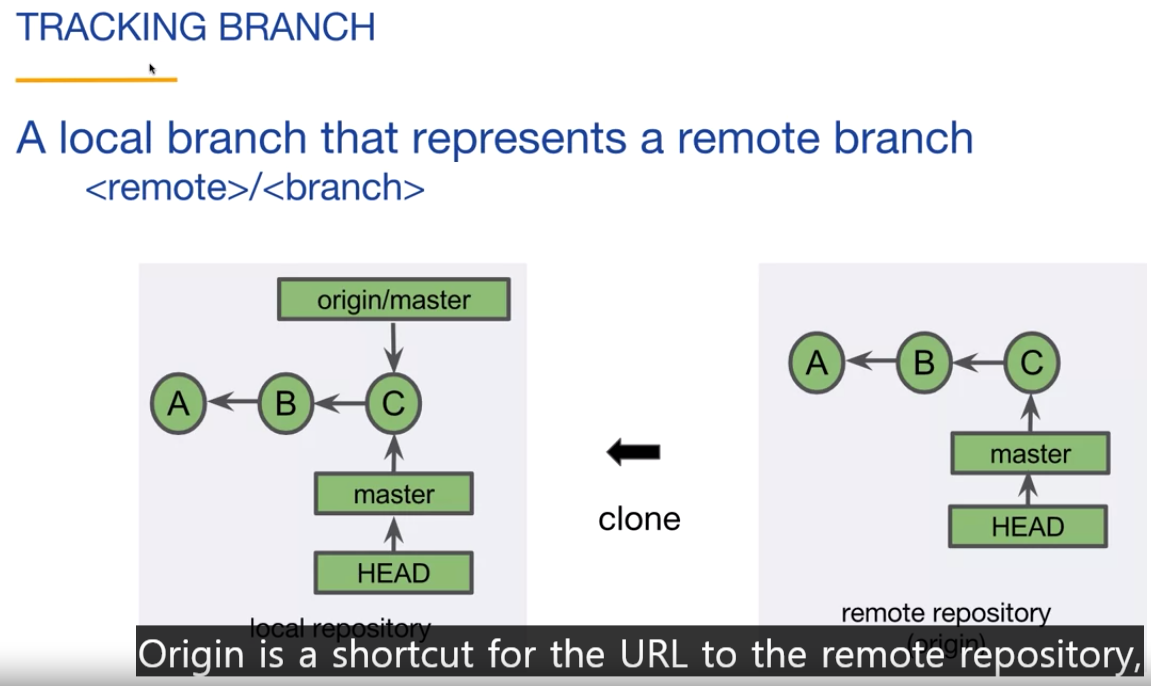 TRACKING BRANCH
A local branch that represents a remote branch
<remote>/<branch>
origin/master
A
B
C
master
HEAD
local repository
clone
A
B
C
master
HEAD
remote repository
(origin)
Origin is a shortcut for the URL to the remote repository,